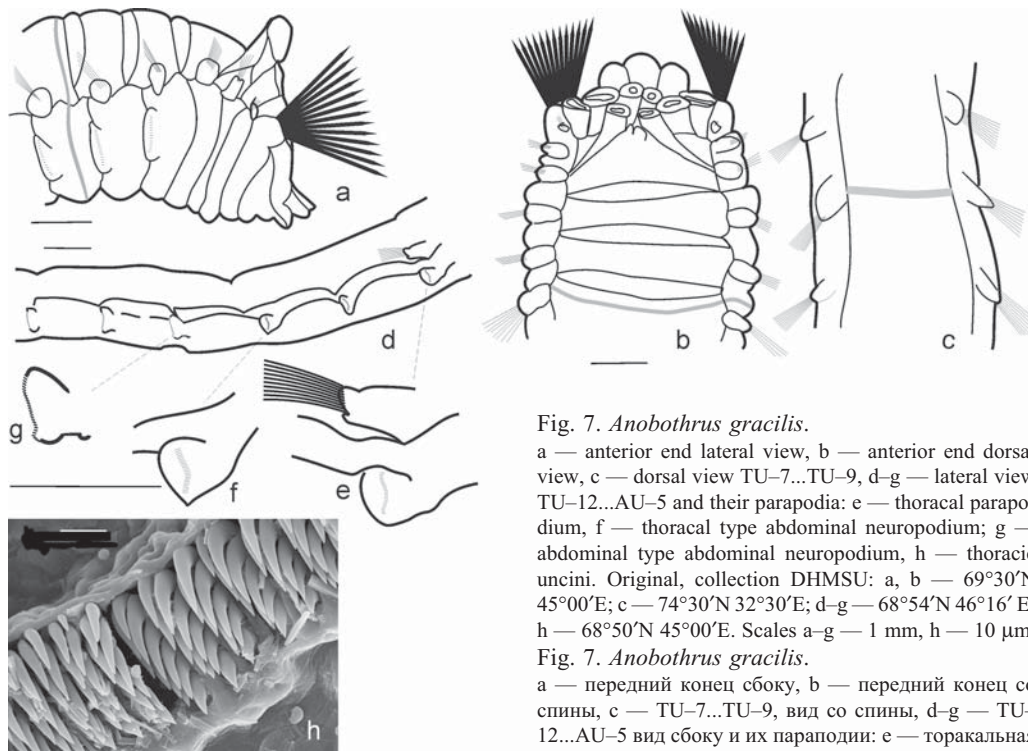 a
b
c
d
g
f
e
h
Fig. 7. Anobothrus gracilis.
a — anterior end lateral view, b — anterior end dorsal
view, c — dorsal view TU–7...TU–9, d–g — lateral view
TU–12...AU–5 and their parapodia: e — thoracal parapo-
dium, f — thoracal type abdominal neuropodium; g —
abdominal type abdominal neuropodium, h — thoracic
uncini. Original, collection DHMSU: a, b — 69°30′N
45°00′E; c — 74°30′N 32°30′E; d–g — 68°54′N 46°16′ E;
h — 68°50′N 45°00′E. Scales a–g — 1 mm, h — 10 μm.
Fig. 7. Anobothrus gracilis.
a — передний конец сбоку, b — передний конец со
спины, c — TU–7...TU–9, вид со спины, d–g — TU–
12...AU–5 вид сбоку и их параподии: e — торакальная